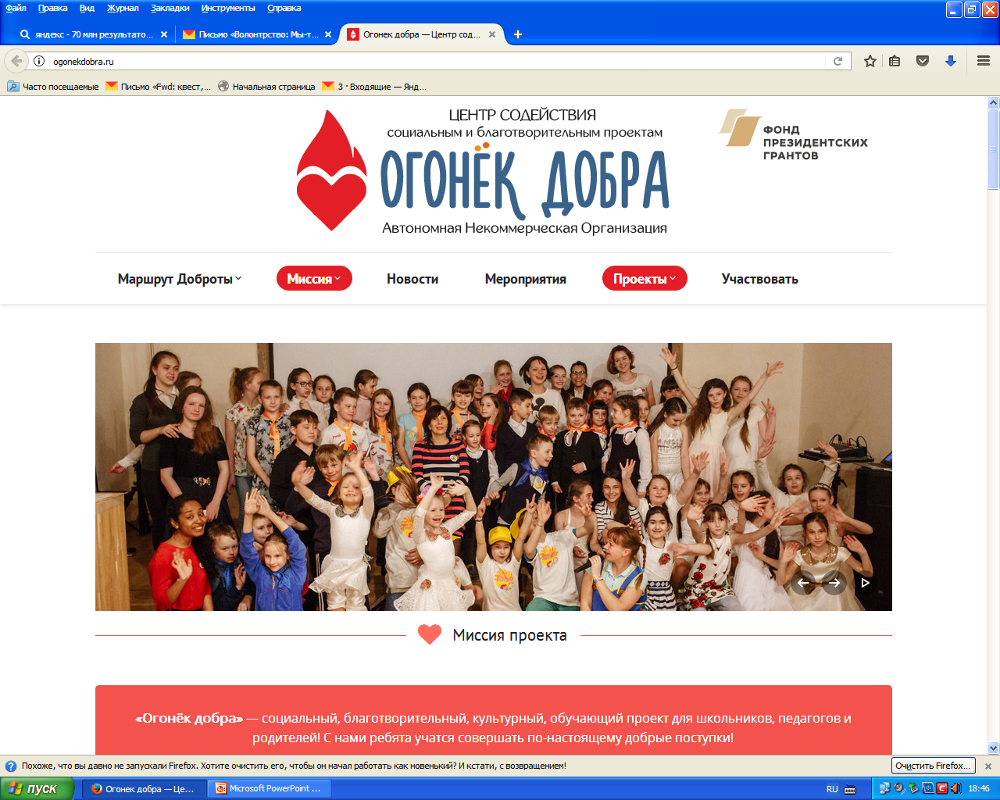 Файл Правка Вид Журнал Закладки Инструменты Справка
яндекс - 70 млн результато...
Письмо «Волонтрство: Мы-т...
Огонек добра — Центр сод...
ogonekdobra.ru
Часто посещаемые
Письмо «Fwd: квест,...
Начальная страница
3 · Входящие — Янд...
ЦЕНТР СОДЕЙСТВИЯ
социальным и благотворительным проектам
ОГОНЁК ДОБРА
Автономная Некоммерческая Организация
ФОНД
ПРЕЗИДЕНТСКИХ
ГРАНТОВ
Маршрут Доброты
Миссия
Новости
Мероприятия
Проекты
Участвовать
Миссия проекта
«Огонёк добра» — социальный, благотворительный, культурный, обучающий проект для школьников, педагогов и
родителей! С нами ребята учатся совершать по-настоящему добрые поступки!
Похоже, что вы давно не запускали Firefox. Хотите очистить его, чтобы он начал работать как новенький? И кстати, с возвращением!
Очистить Firefox...
пуск
Огонек добра — Це...
Microsoft PowerPoint ...
RU
18:46